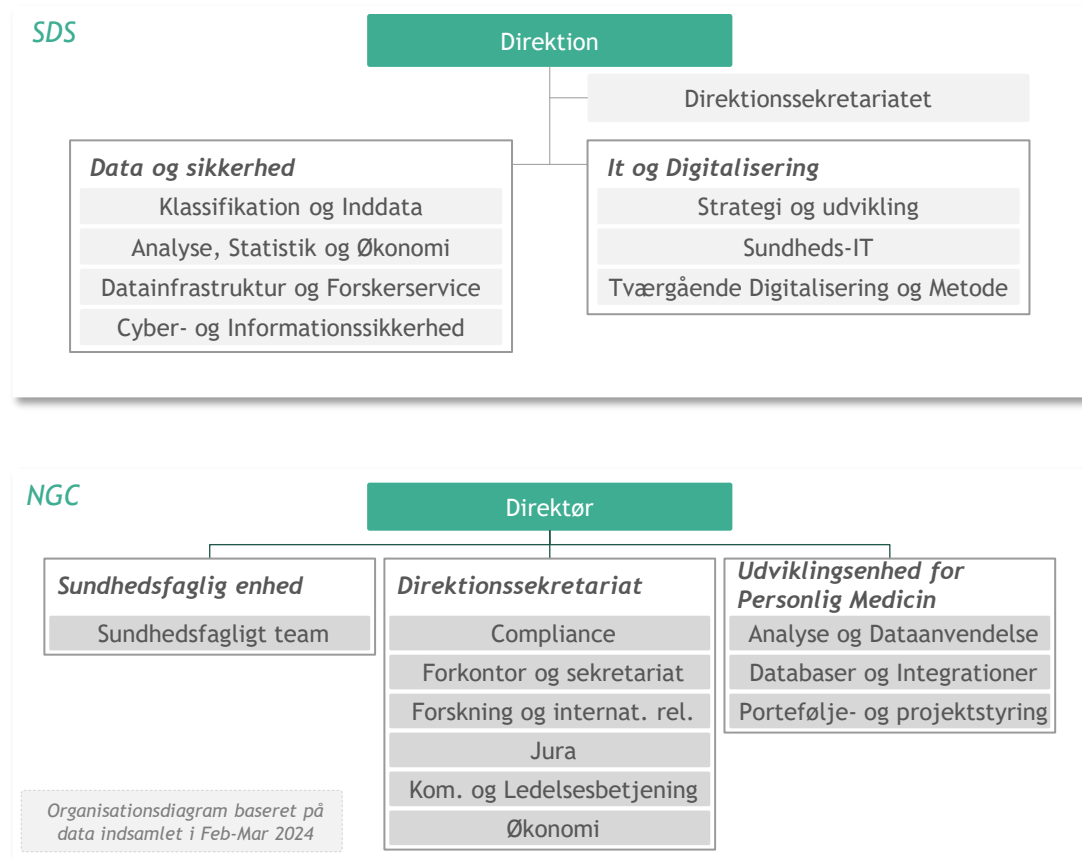 SDS
Direktion
Direktionssekretariatet
Data og sikkerhed
Klassifikation og Inddata
Analyse, Statistik og Økonomi
Datainfrastruktur og Forskerservice
Cyber- og Informationssikkerhed
It og Digitalisering
Strategi og udvikling
Sundheds-IT
Tværgående Digitalisering og Metode
NGC
Direktør
Sundhedsfaglig enhed
Sundhedsfagligt team
Direktionssekretariat
Compliance
Forkontor og sekretariat
Forskning og internat. rel.
Jura
Kom. og Ledelsesbetjening
Økonomi
Udviklingsenhed for
Personlig Medicin
Analyse og Dataanvendelse
Databaser og Integrationer
Portefølje- og projektstyring
Organisationsdiagram baseret på
data indsamlet i Feb-Mar 2024